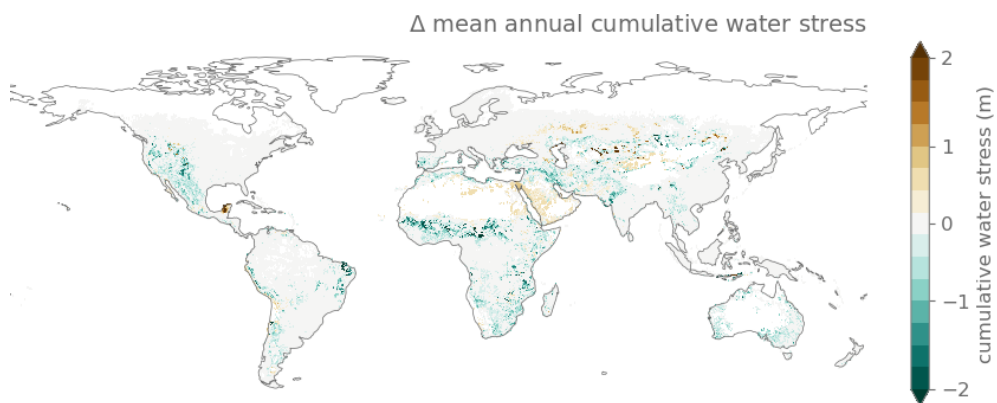 Δ mean annual cumulative water stress
2
1
0
−1
−2
cumulative water stress (m)